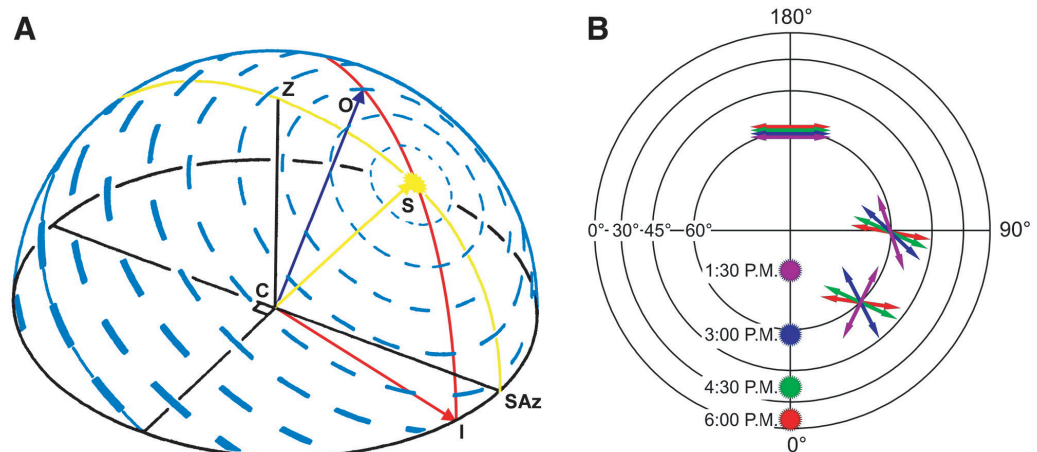 A
Z
O
S
C
SAz
I
B
180°
0°- 30°-45°-60°
90°
1:30 P.M.
3:00 P.M.
4:30 P.M.
6:00 P.M.
0°